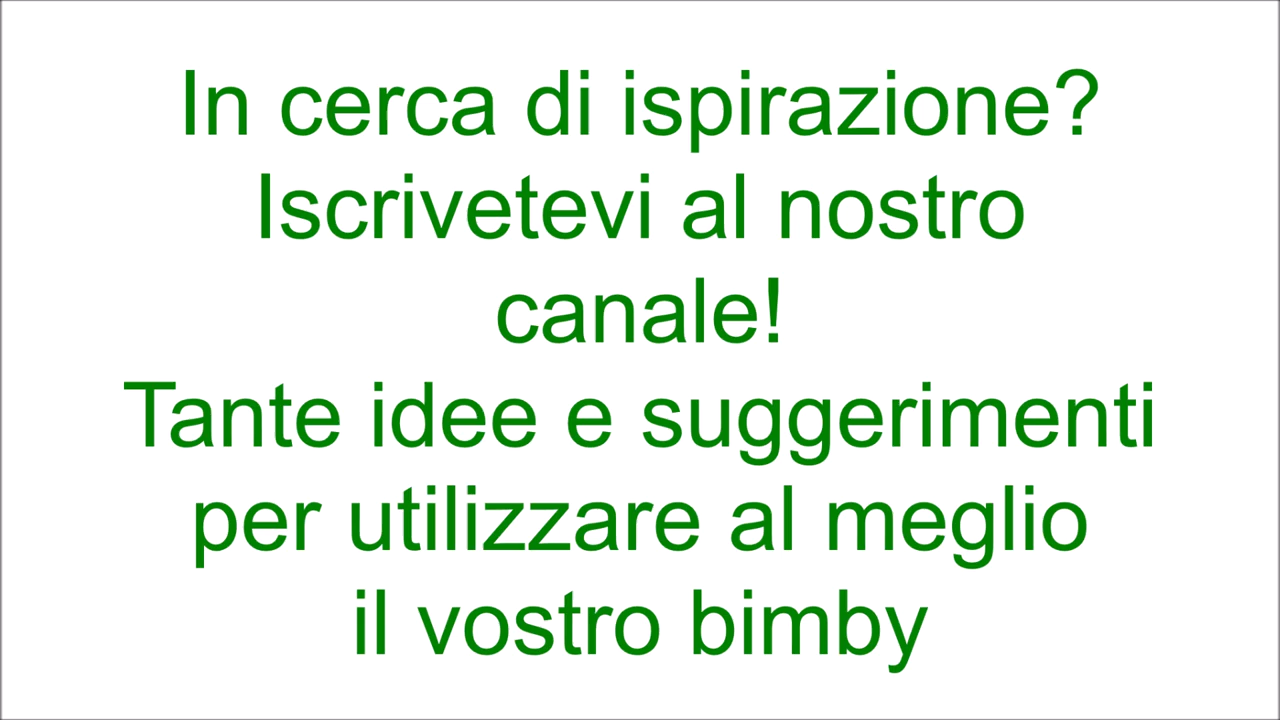 In cerca di ispirazione?
Iscrivetevi al nostro
canale!
Tante idee e suggerimenti
per utilizzare al meglio
il vostro bimby